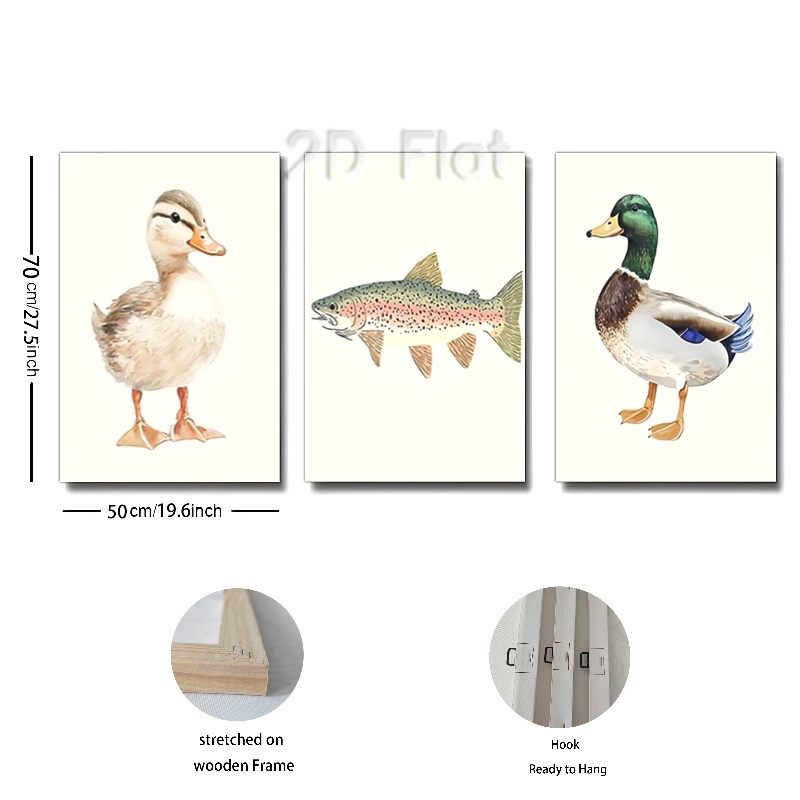 2D Flat
70 cm/27.5inch
50cm/19.6inch
stretched on
wooden Frame
Hook
Ready to Hang